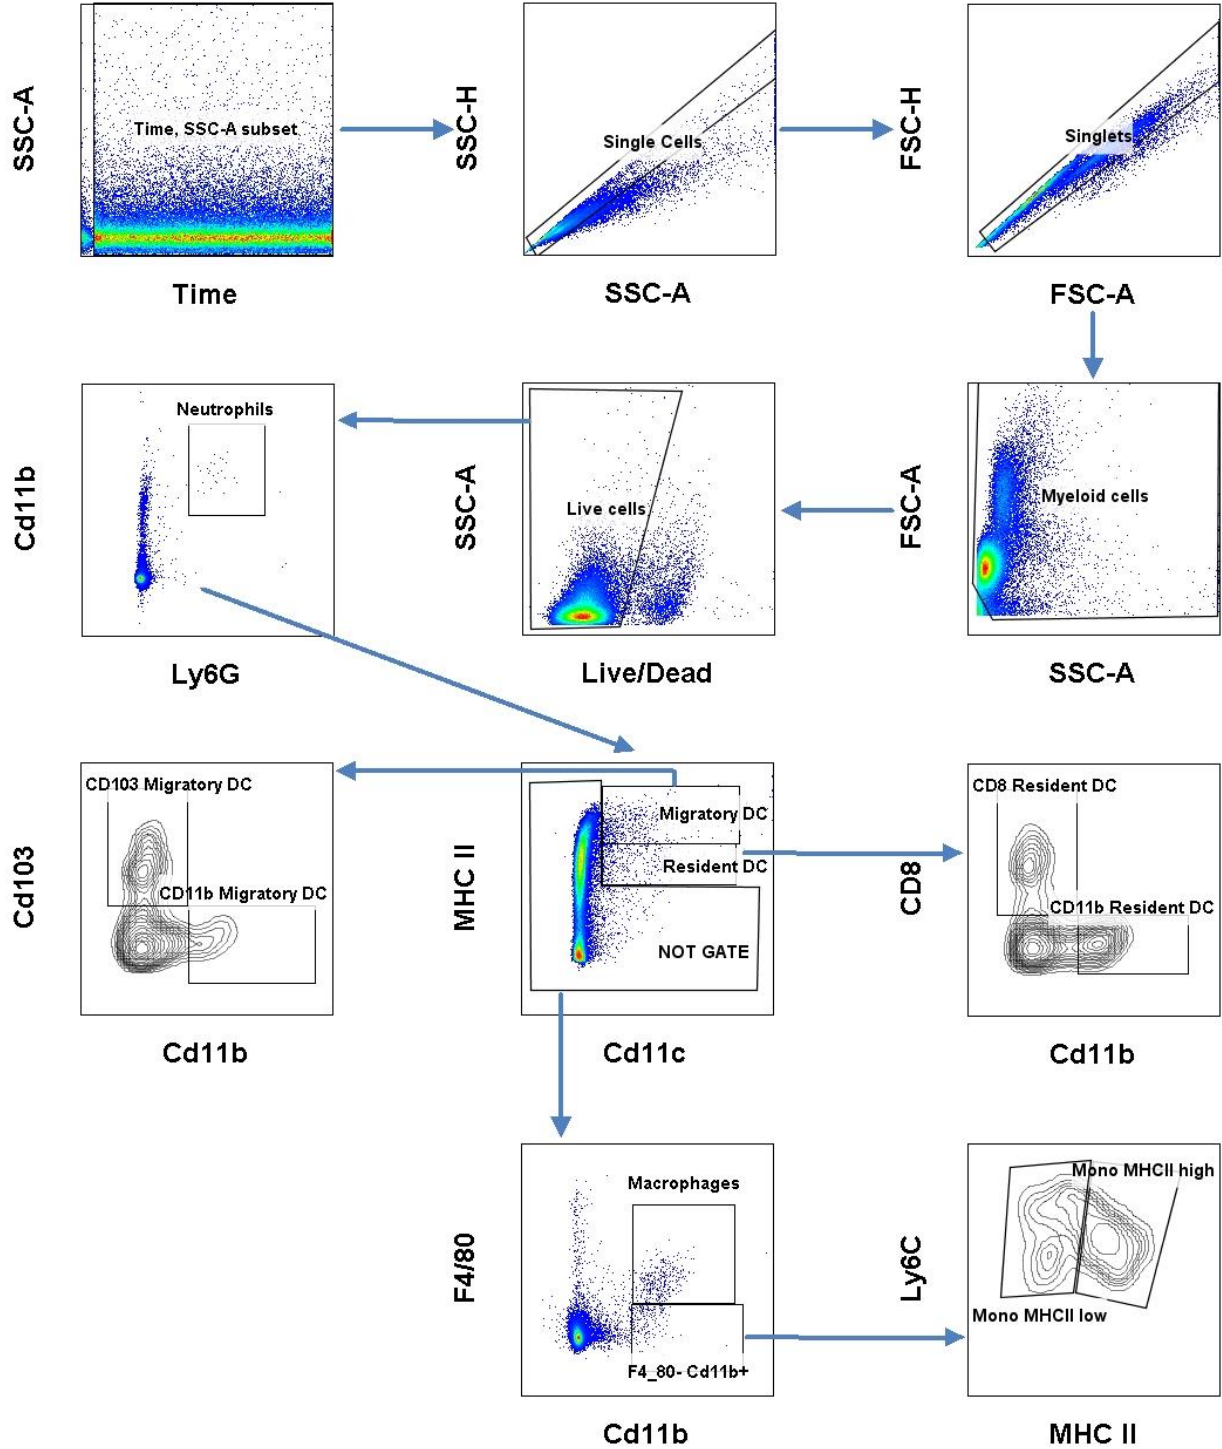 SSC-A
Time, SSC-A subset
Time
SSC-H
Single Cells
SSC-A
FSC-H
Singlets
FSC-A
Cd11b
Neutrophils
Ly6G
SSC-A
Live cells
Live/Dead
FSC-A
Myeloid cells
SSC-A
Cd103
CD103 Migratory DC
CD11b Migratory DC
Cd11b
MHC II
Migratory DC
Resident DC
NOT GATE
Cd11c
CD8
CD8 Resident DC
CD11b Resident DC
Cd11b
F4/80
Macrophages
F4_80- Cd11b+
Cd11b
Ly6C
Mono MHCII high
Mono MHCII low
MHC II